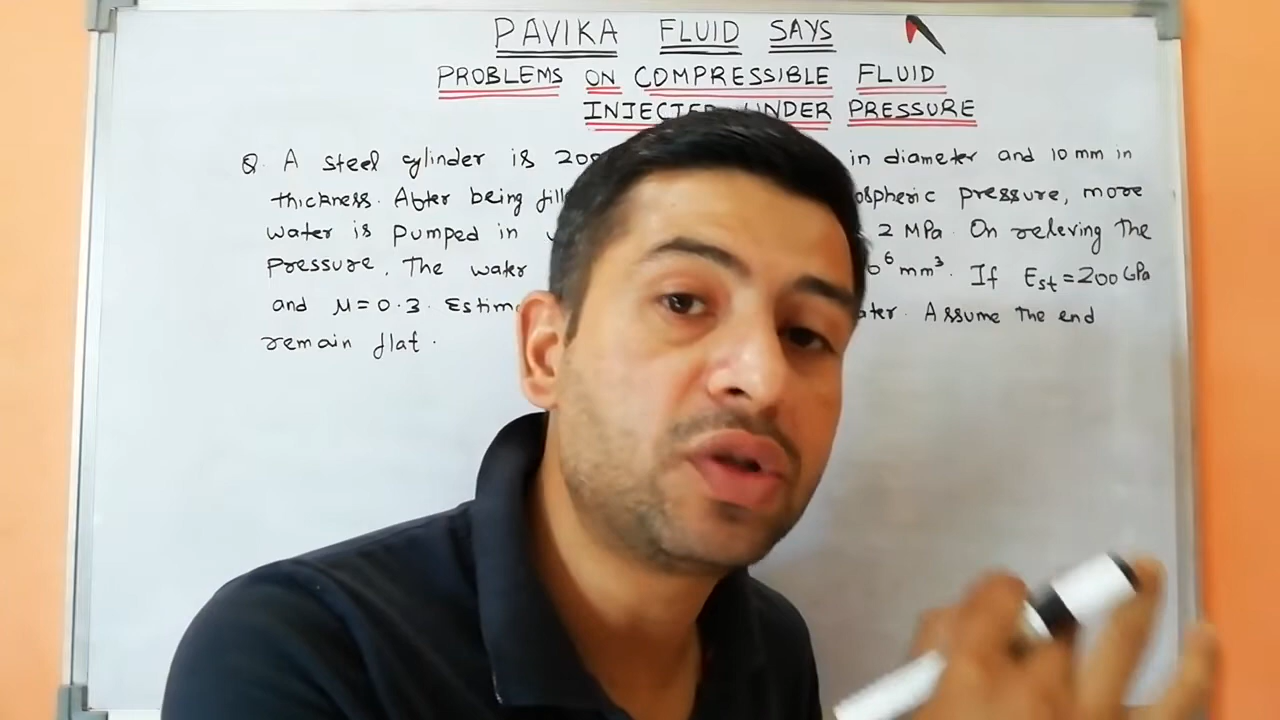 PAVIKA FLUID SAYS
PROBLEMS ON COMPRESSIBLE FLUID
INJECTED UNDER PRESSURE
Q. A steel cylinder is in diameter and 10 mm in
thickness. After being pressure, more
water is pumped in 2 MPa. On releving the
pressure, The water mm³. If Est = 200 GPa
and μ = 0.3. Assume the end
remain flat.